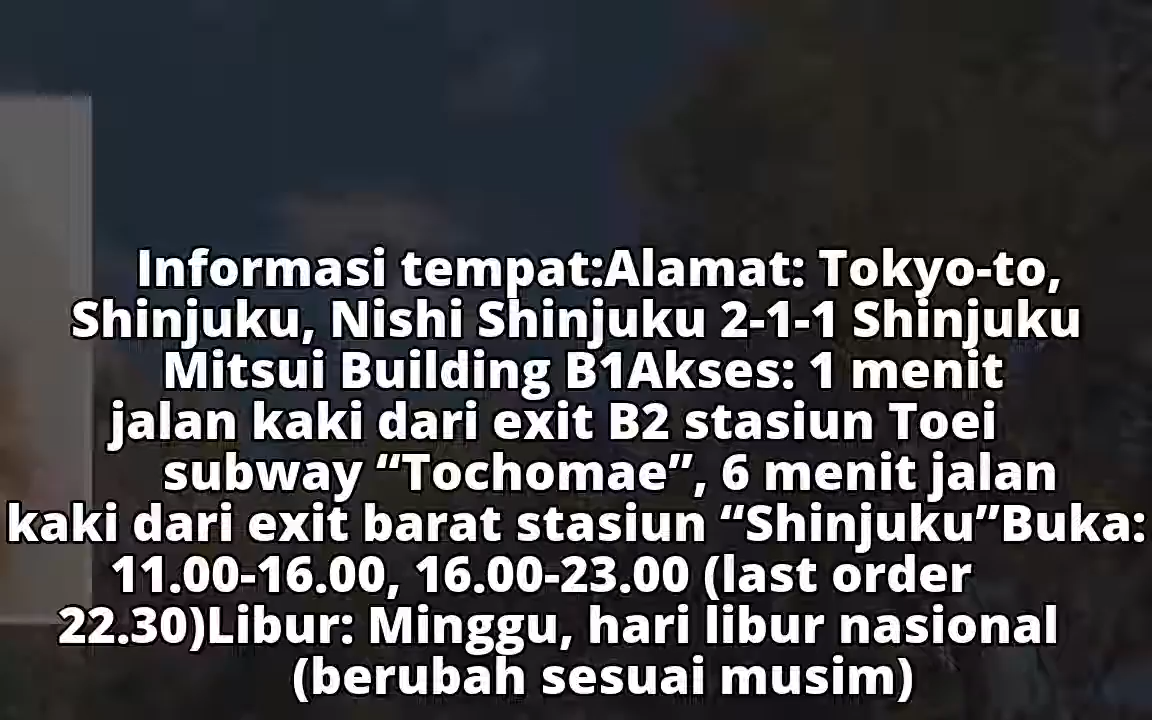 Informasi tempat:Alamat: Tokyo-to,
Shinjuku, Nishi Shinjuku 2-1-1 Shinjuku
Mitsui Building B1Akses: 1 menit
jalan kaki dari exit B2 stasiun Toei
subway “Tochomae”, 6 menit jalan
kaki dari exit barat stasiun “Shinjuku”Buka:
11.00-16.00, 16.00-23.00 (last order
22.30)Libur: Minggu, hari libur nasional
(berubah sesuai musim)